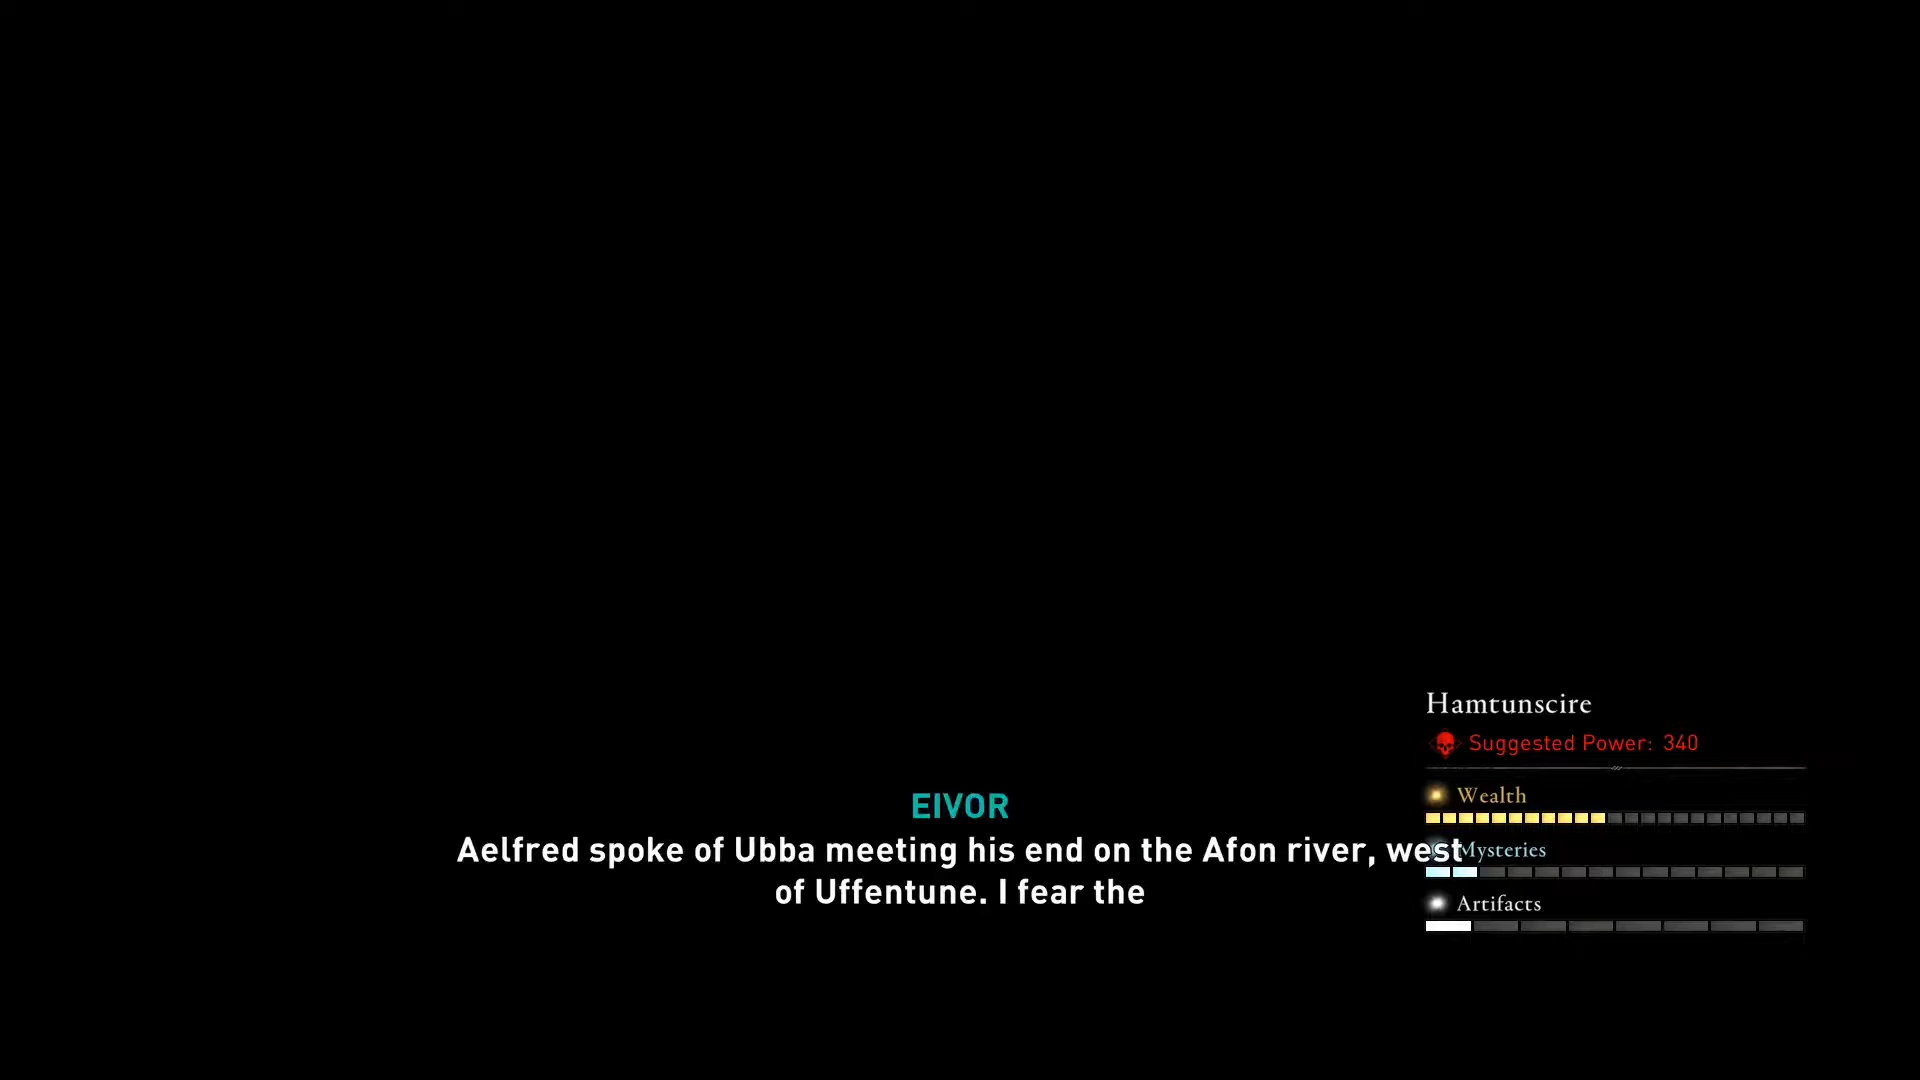 Hamtunscire
Suggested Power: 340
Wealth
Mysteries
Artifacts
EIVOR
Aelfred spoke of Ubba meeting his end on the Afon river, west
of Uffentune. I fear the